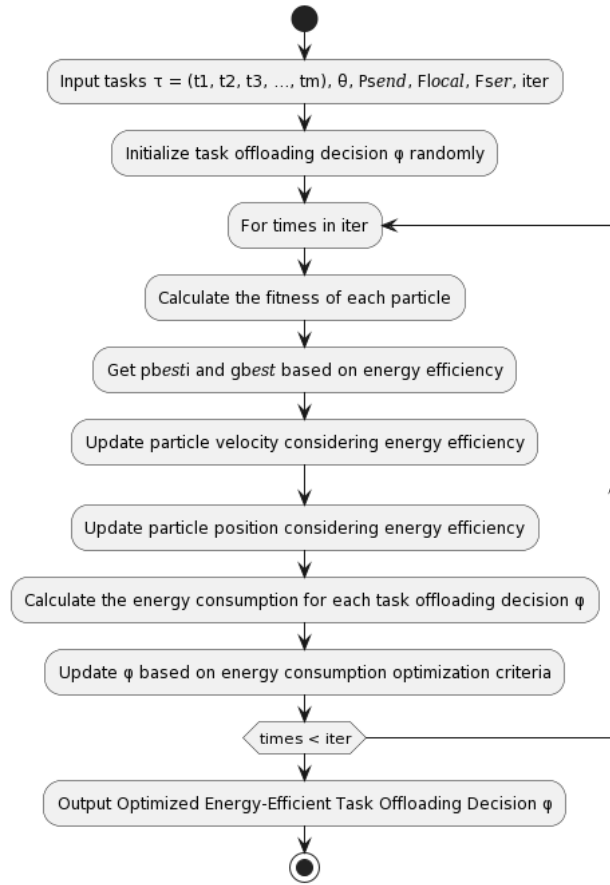 Input tasks τ = (t1, t2, t3, ..., tm), θ, Psend, Flocal, Fser, iter
Initialize task offloading decision φ randomly
For times in iter
Calculate the fitness of each particle
Get pbesti and gbest based on energy efficiency
Update particle velocity considering energy efficiency
Update particle position considering energy efficiency
Calculate the energy consumption for each task offloading decision φ
Update φ based on energy consumption optimization criteria
times < iter
Output Optimized Energy-Efficient Task Offloading Decision φ